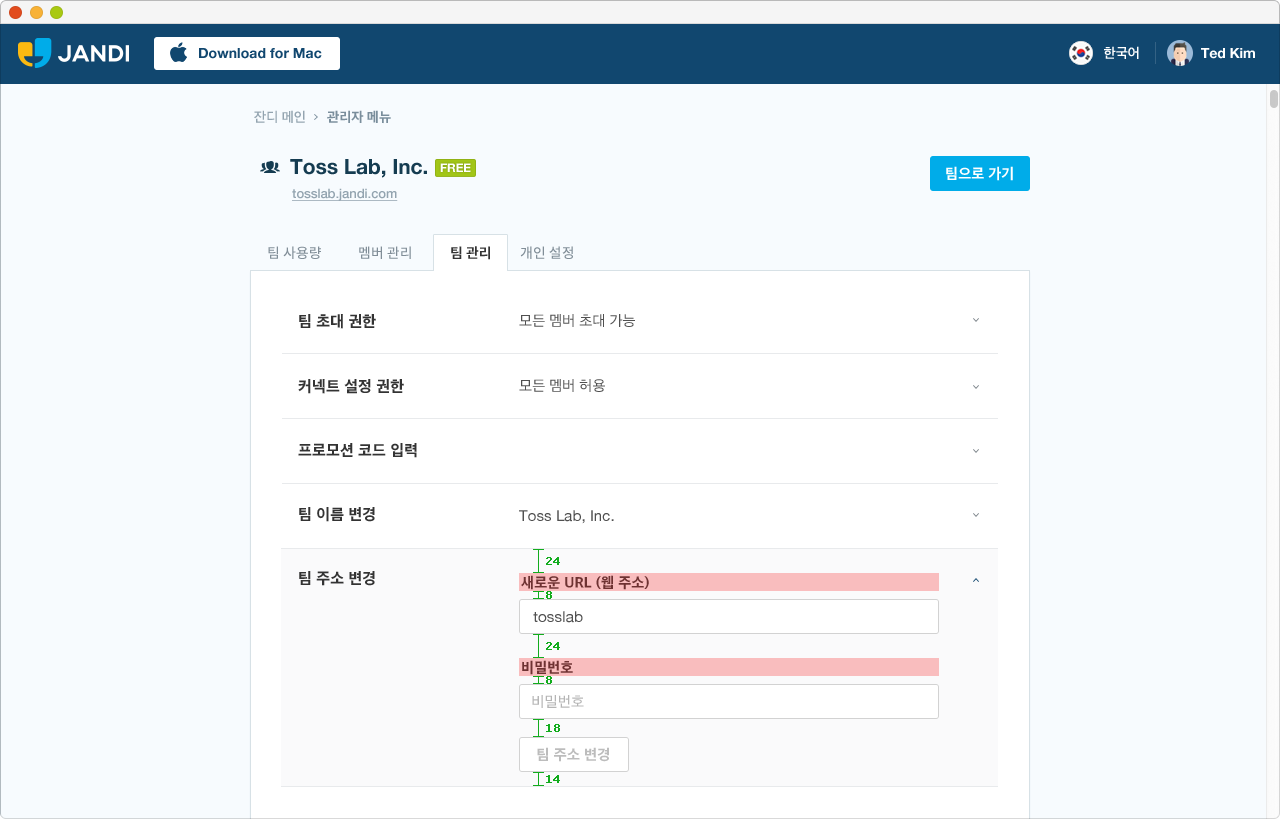 JANDI Download for Mac 한국어 Ted Kim
잔디 메인 › 관리자 메뉴
Toss Lab, Inc. FREE
팀으로 가기
tosslab.jandi.com
팀 사용량 멤버 관리 팀 관리 개인 설정
팀 초대 권한 모든 멤버 초대 가능
커넥트 설정 권한 모든 멤버 허용
프로모션 코드 입력
팀 이름 변경 Toss Lab, Inc.
24
팀 주소 변경 새로운 URL (웹 주소)
8
tosslab
24
비밀번호
8
비밀번호
18
팀 주소 변경
14